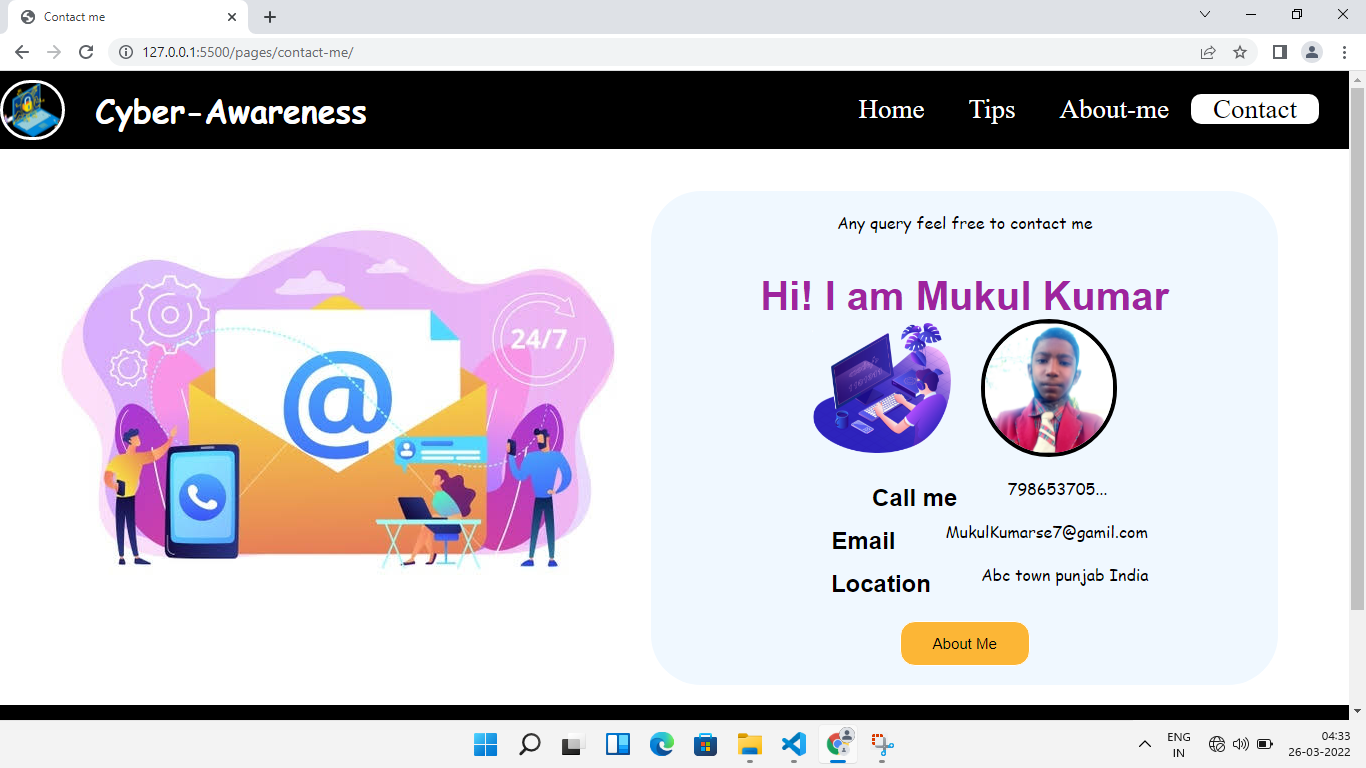 Contact me
127.0.0.1:5500/pages/contact-me/
Cyber-Awareness
Home Tips About-me Contact
Any query feel free to contact me
Hi! I am Mukul Kumar
24/7
@
Call me 798653705...
Email MukulKumarse7@gamil.com
Location Abc town punjab India
About Me
ENG
IN
04:33
26-03-2022